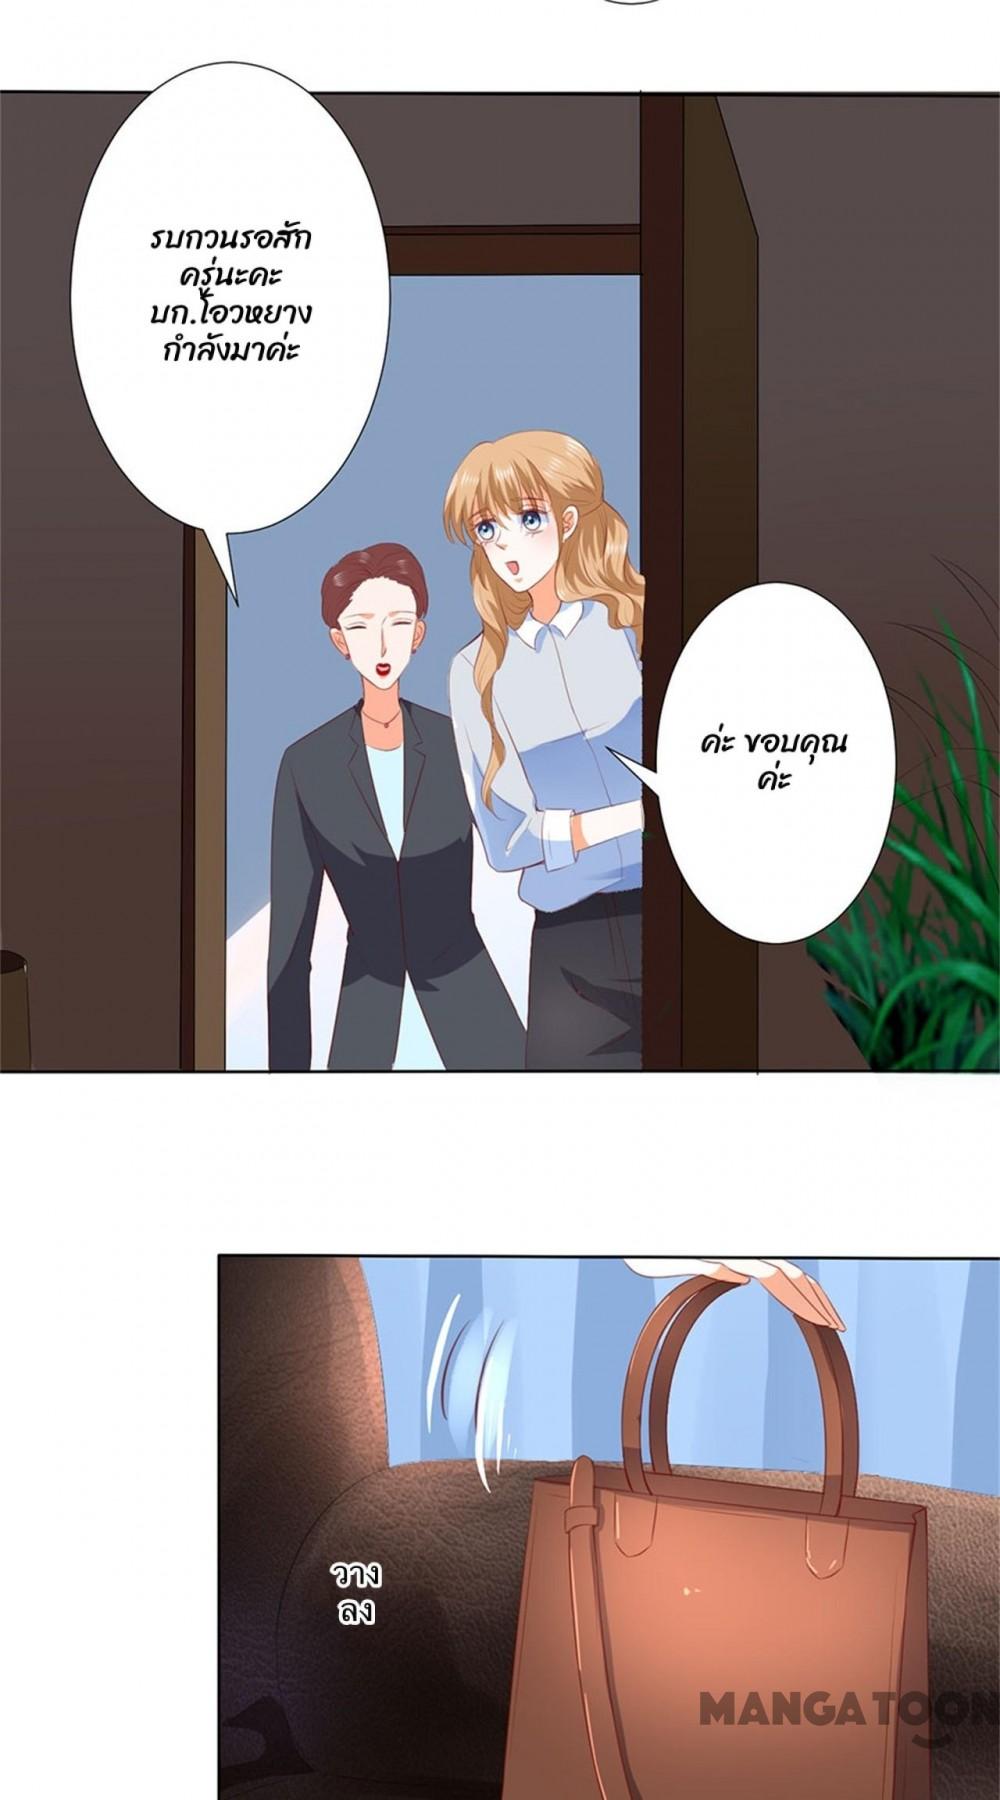 รบกวนรอสัก
ครู่นะคะ
บก.โอวหยาง
กำลังมาค่ะ
ค่ะ ขอบคุณ
ค่ะ
วาง
ลง
MANGATOON